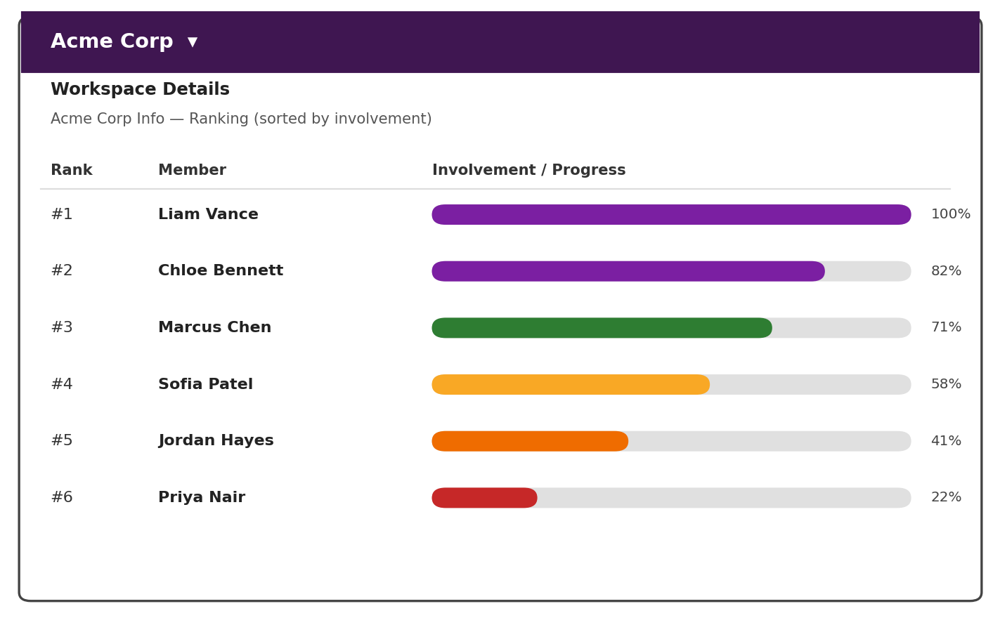 Acme Corp ▼
Workspace Details
Acme Corp Info — Ranking (sorted by involvement)
Rank Member Involvement / Progress
#1 Liam Vance 100%
#2 Chloe Bennett 82%
#3 Marcus Chen 71%
#4 Sofia Patel 58%
#5 Jordan Hayes 41%
#6 Priya Nair 22%